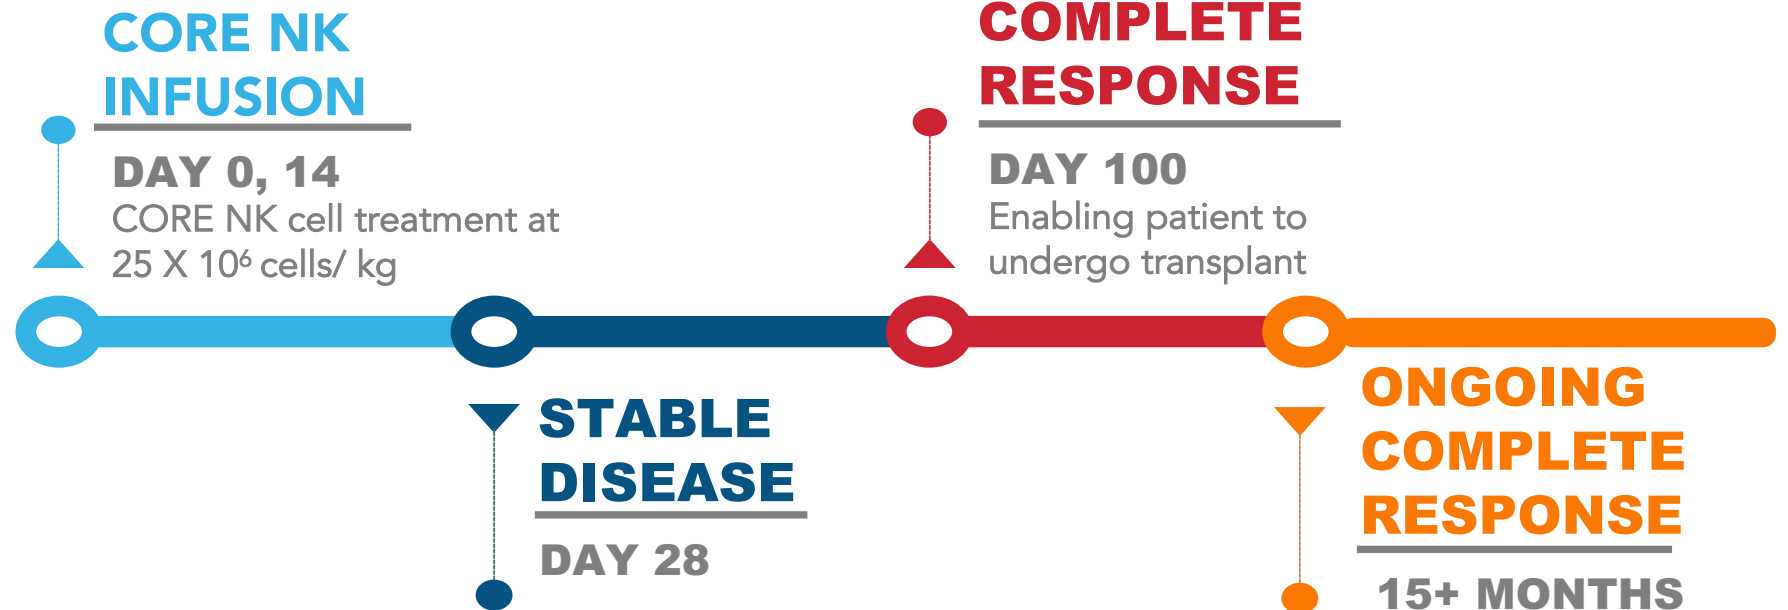 CORE NK
INFUSION
DAY 0, 14
CORE NK cell treatment at
25 X 10⁶ cells/ kg
STABLE
DISEASE
DAY 28
COMPLETE
RESPONSE
DAY 100
Enabling patient to
undergo transplant
ONGOING
COMPLETE
RESPONSE
15+ MONTHS